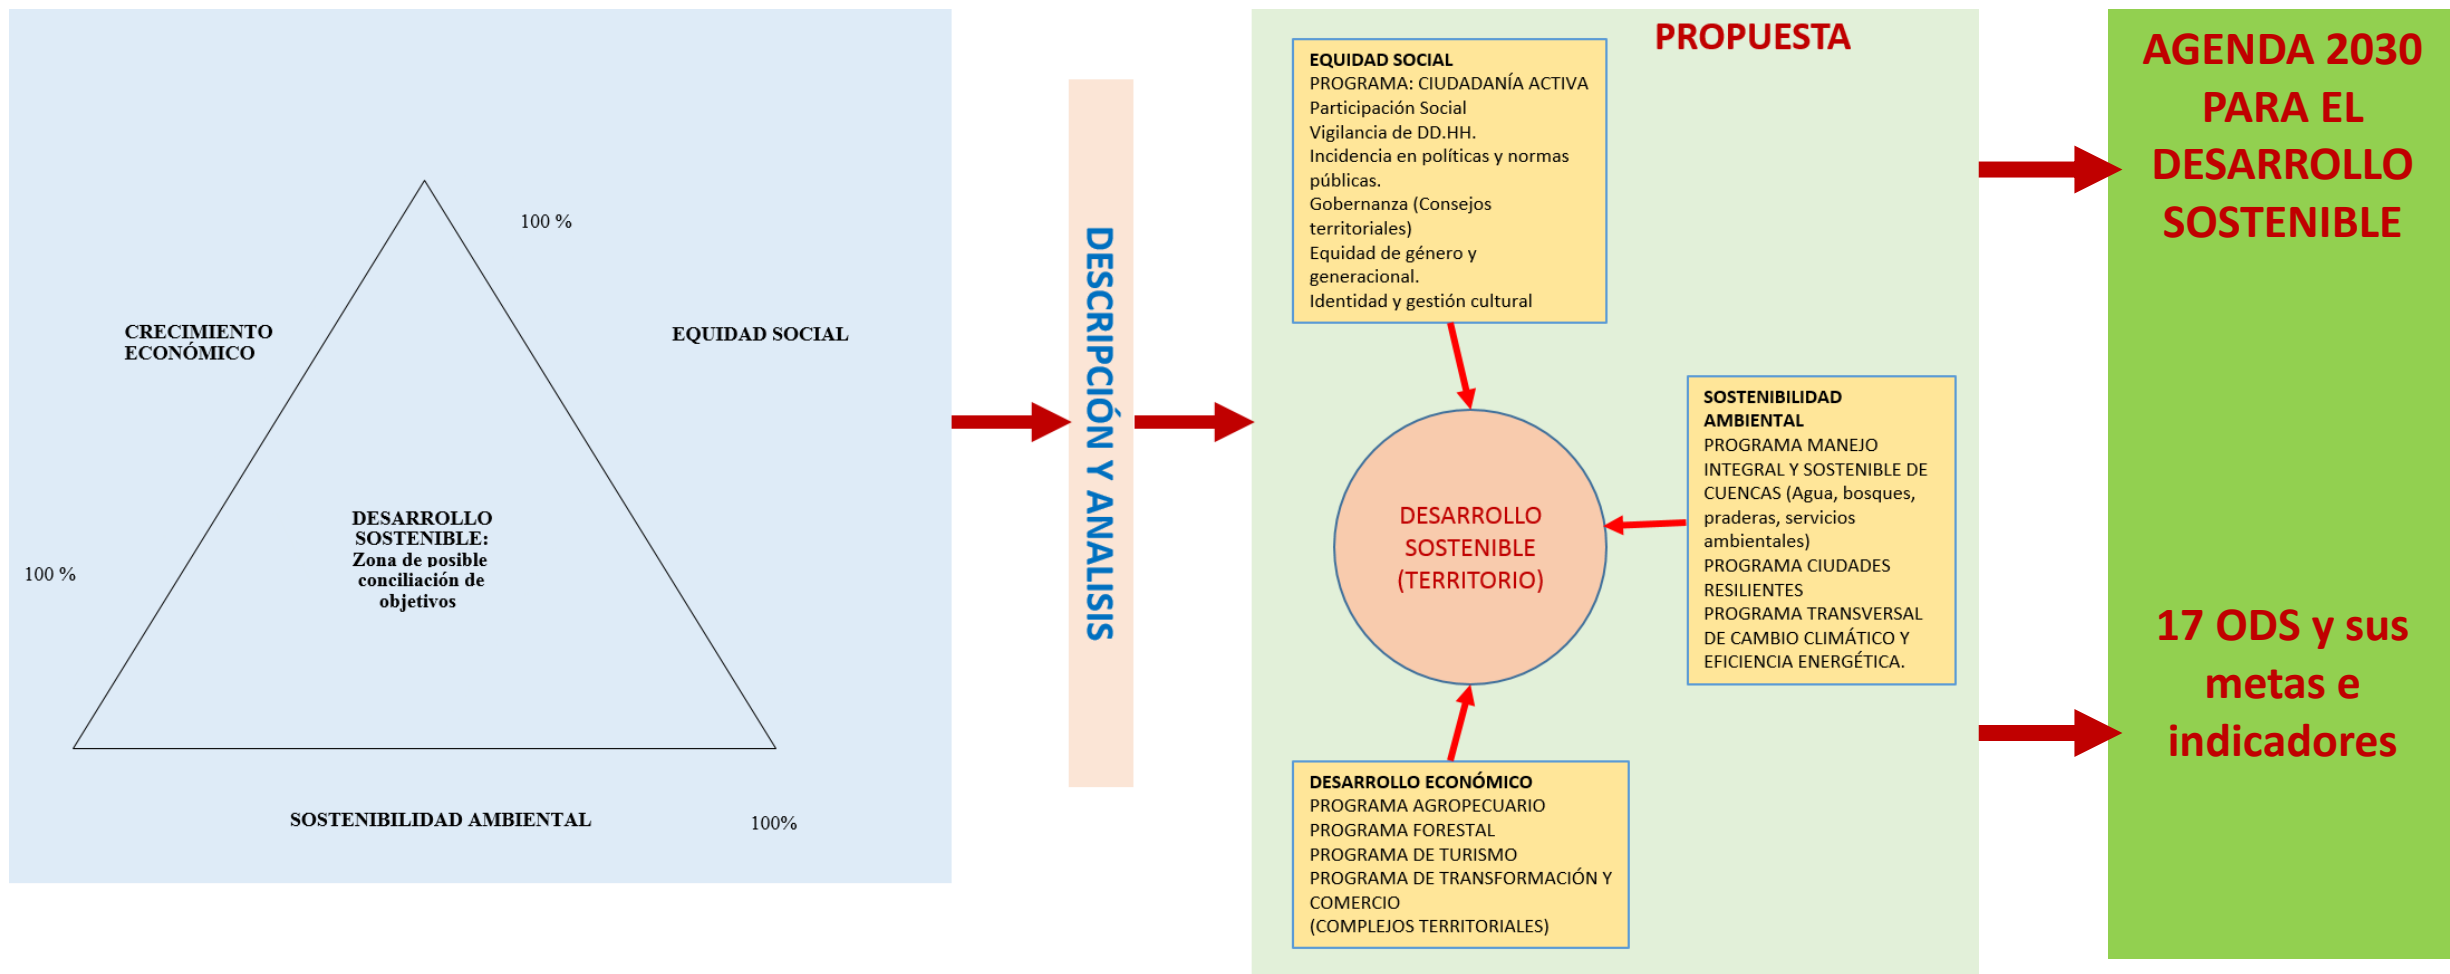 100 %
CRECIMIENTO
ECONÓMICO
EQUIDAD SOCIAL
DESARROLLO
SOSTENIBLE:
Zona de posible
conciliación de
objetivos
100 %
SOSTENIBILIDAD AMBIENTAL
100%
DESCRIPCIÓN Y ANALISIS
PROPUESTA
EQUIDAD SOCIAL
PROGRAMA: CIUDADANÍA ACTIVA
Participación Social
Vigilancia de DD.HH.
Incidencia en políticas y normas
públicas.
Gobernanza (Consejos
territoriales)
Equidad de género y
generacional.
Identidad y gestión cultural
SOSTENIBILIDAD
AMBIENTAL
PROGRAMA MANEJO
INTEGRAL Y SOSTENIBLE DE
CUENCAS (Agua, bosques,
praderas, servicios
ambientales)
PROGRAMA CIUDADES
RESILIENTES
PROGRAMA TRANSVERSAL
DE CAMBIO CLIMÁTICO Y
EFICIENCIA ENERGÉTICA.
DESARROLLO
SOSTENIBLE
(TERRITORIO)
DESARROLLO ECONÓMICO
PROGRAMA AGROPECUARIO
PROGRAMA FORESTAL
PROGRAMA DE TURISMO
PROGRAMA DE TRANSFORMACIÓN Y
COMERCIO
(COMPLEJOS TERRITORIALES)
AGENDA 2030
PARA EL
DESARROLLO
SOSTENIBLE
17 ODS y sus
metas e
indicadores